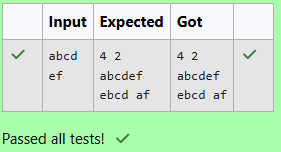 Input Expected Got
abcd 4 2 4 2
ef abcdef abcdef
ebcd af ebcd af
Passed all tests!